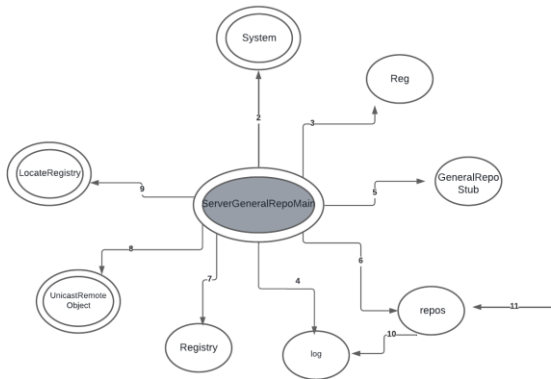 System
Reg
2
3
LocateRegistry
GeneralRepo
Stub
9
5
ServerGeneralRepoMain
8
6
UnicastRemote
Object
7
4
repos
11
10
Registry
log